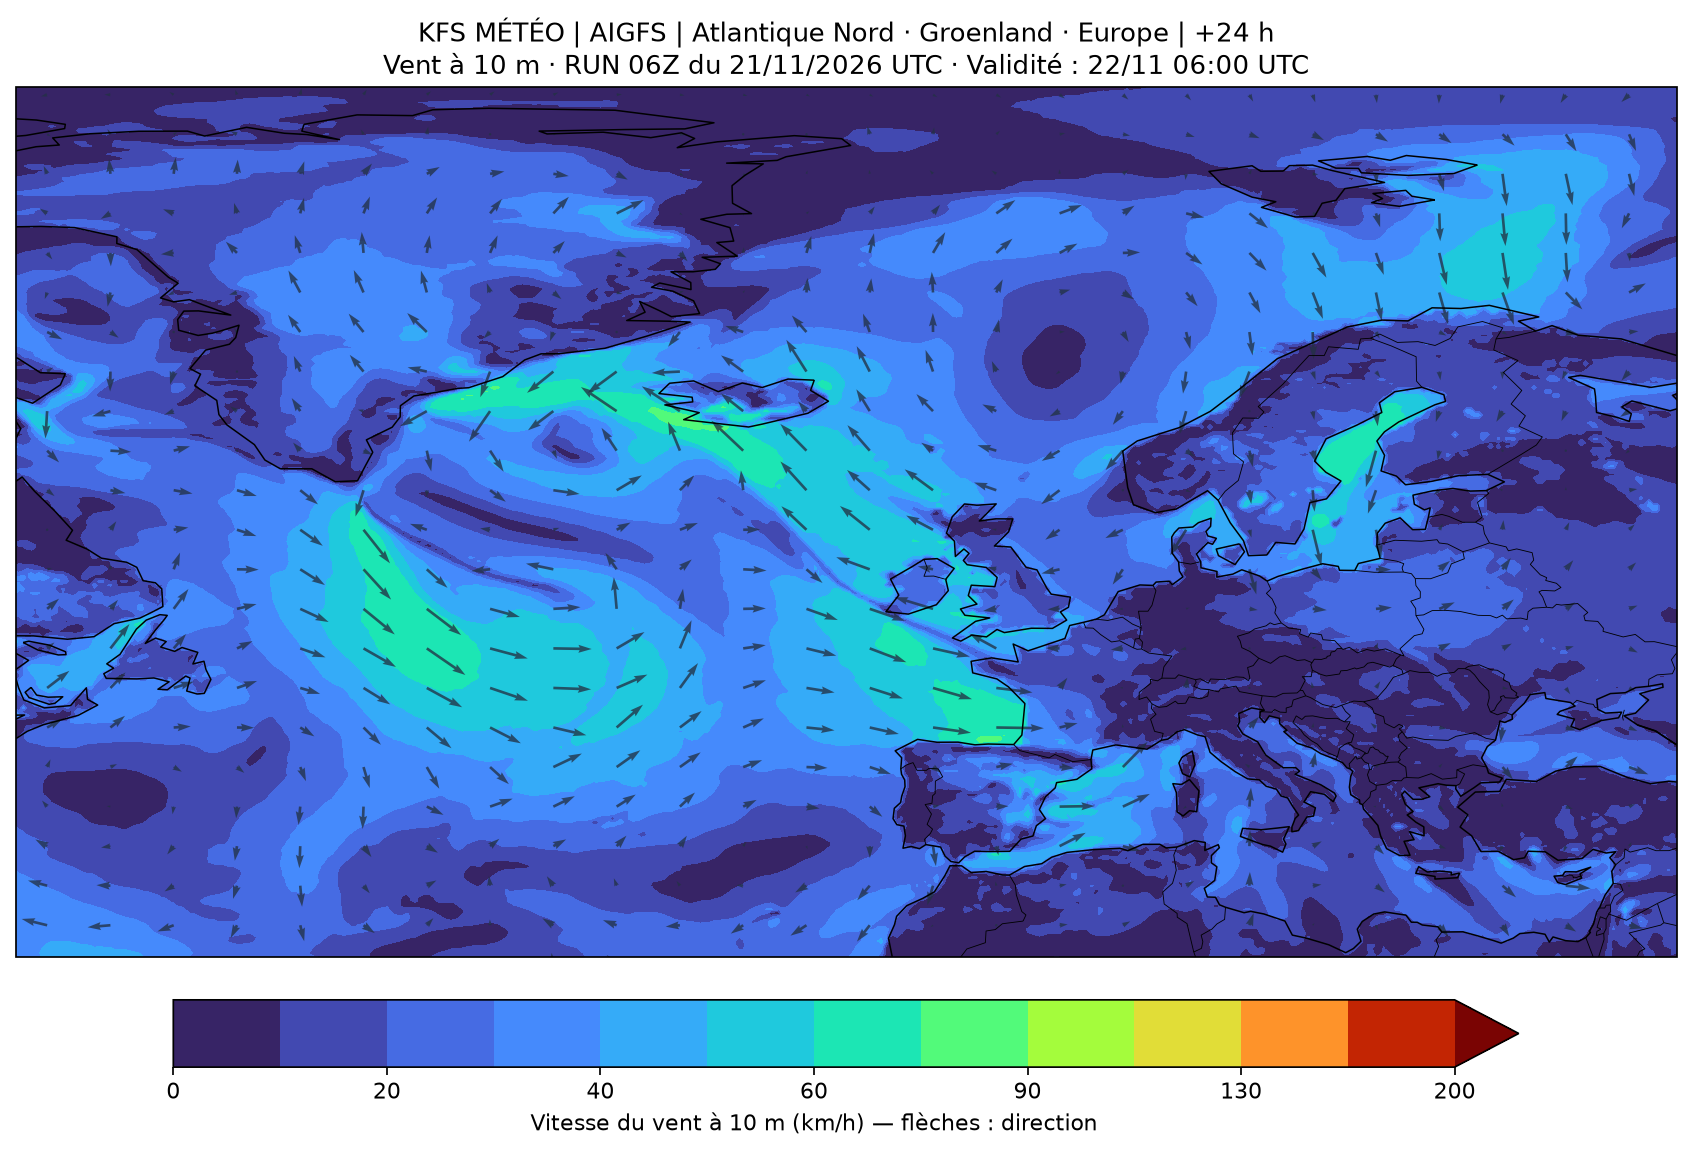 KFS MÉTÉO | AIGFS | Atlantique Nord · Groenland · Europe | +24 h
Vent à 10 m · RUN 06Z du 21/11/2026 UTC · Validité : 22/11 06:00 UTC
0 20 40 60 90 130 200
Vitesse du vent à 10 m (km/h) — flèches : direction